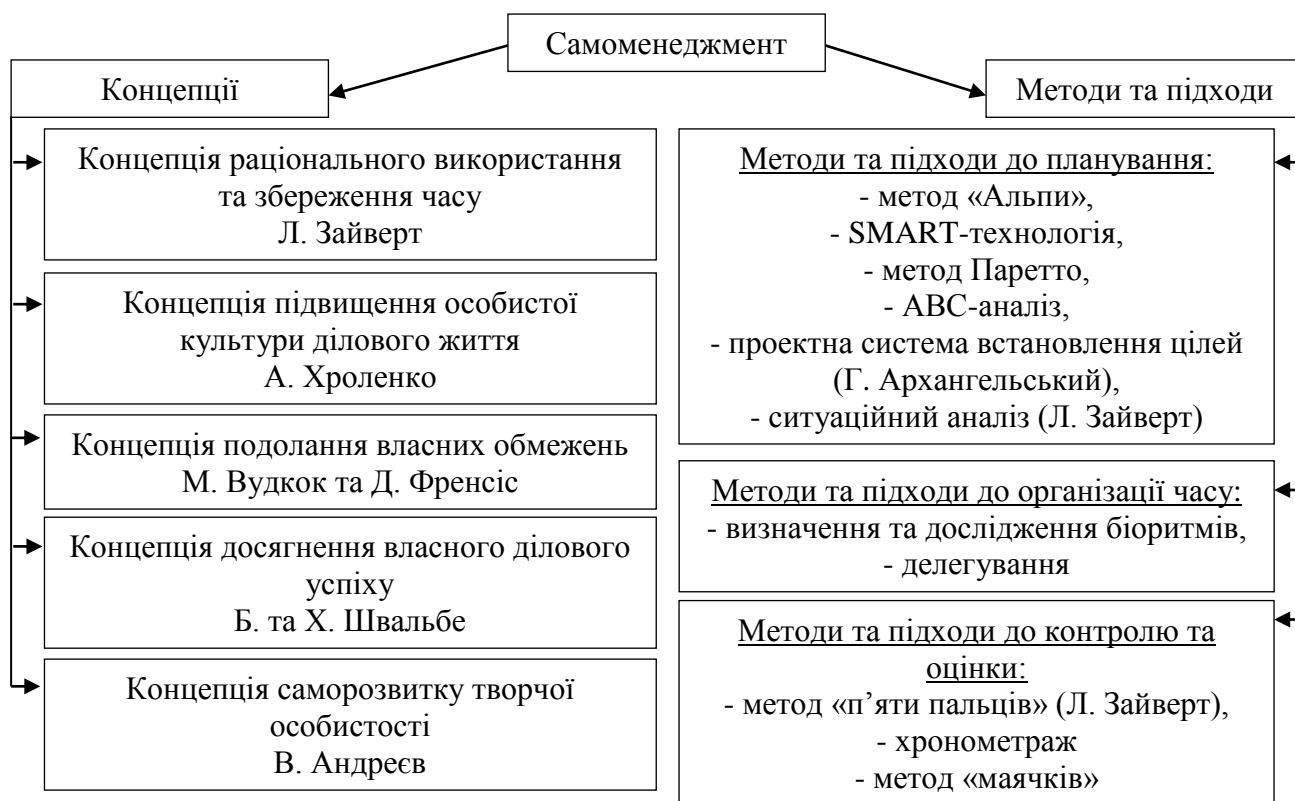 Самоменеджмент
Концепції
Методи та підходи
Концепція раціонального використання
та збереження часу
Л. Зайверт
Концепція підвищення особистої
культури ділового життя
А. Хроленко
Концепція подолання власних обмежень
М. Вудкок та Д. Френсіс
Концепція досягнення власного ділового
успіху
Б. та Х. Швальбе
Концепція саморозвитку творчої
особистості
В. Андреєв
Методи та підходи до планування:
- метод «Альпи»,
- SMART-технологія,
- метод Паретто,
- АВС-аналіз,
- проектна система встановлення цілей
(Г. Архангельський),
- ситуаційний аналіз (Л. Зайверт)
Методи та підходи до організації часу:
- визначення та дослідження біоритмів,
- делегування
Методи та підходи до контролю та
оцінки:
- метод «п’яти пальців» (Л. Зайверт),
- хронометраж
- метод «маячків»